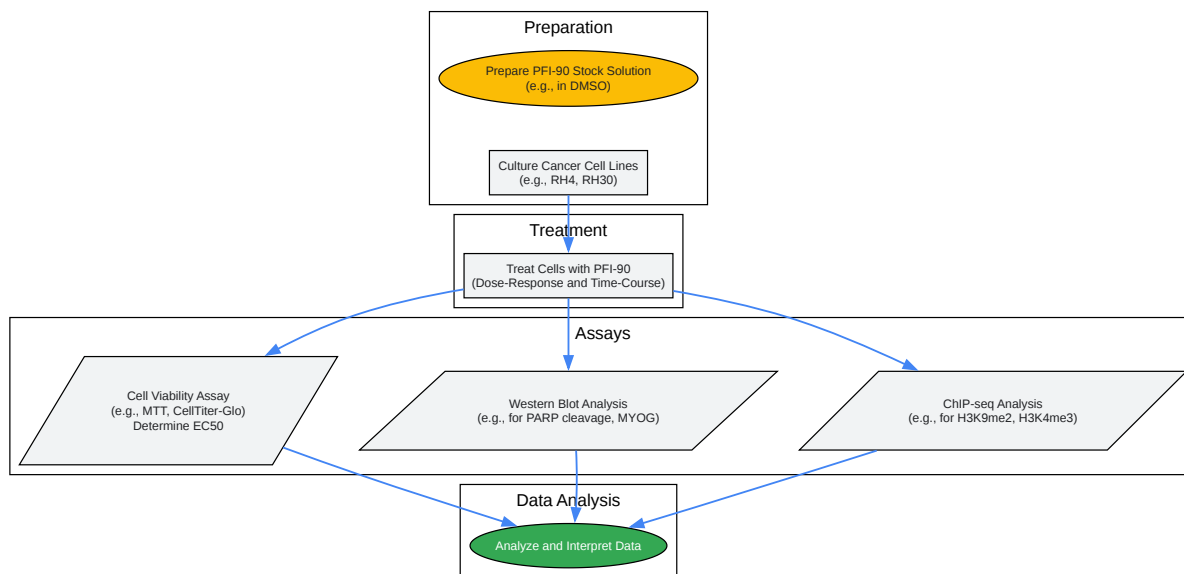 Preparation
Prepare PFI-90 Stock Solution
(e.g., in DMSO)
Culture Cancer Cell Lines
(e.g., RH4, RH30)
Treatment
Treat Cells with PFI-90
(Dose-Response and Time-Course)
Assays
Cell Viability Assay
(e.g., MTT, CellTiter-Glo)
Determine EC50
Western Blot Analysis
(e.g., for PARP cleavage, MYOG)
ChIP-seq Analysis
(e.g., for H3K9me2, H3K4me3)
Data Analysis
Analyze and Interpret Data